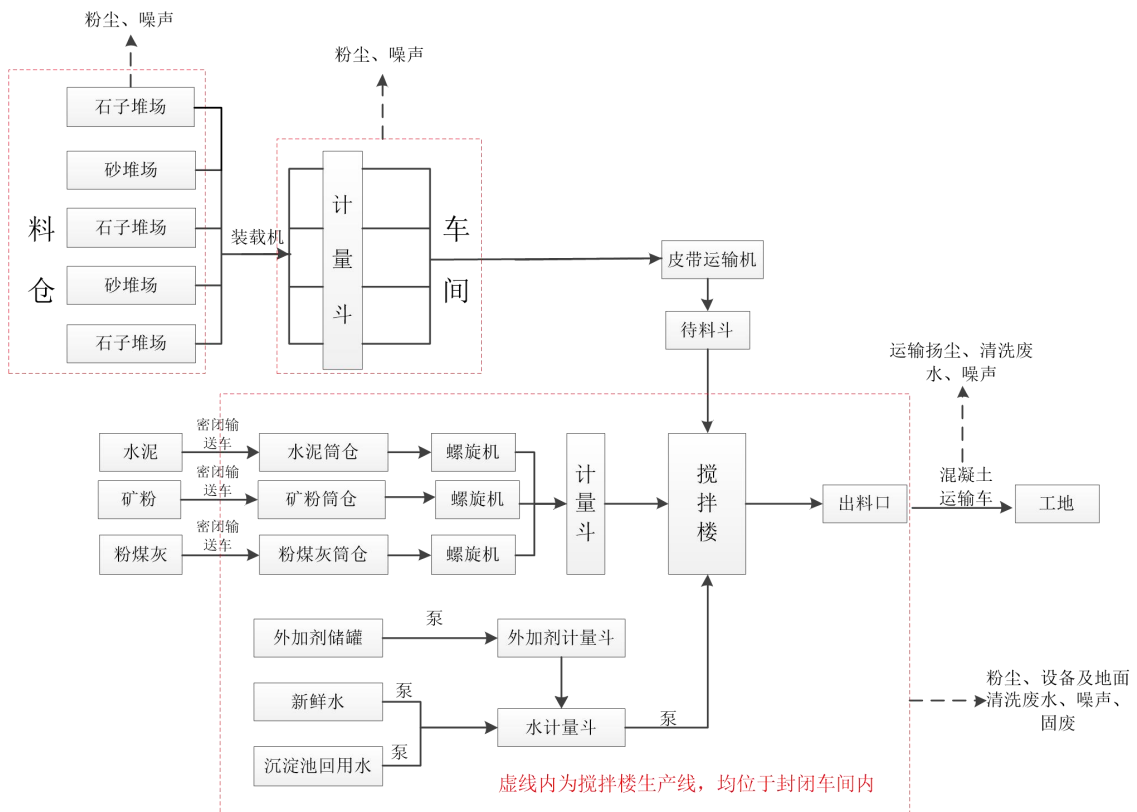 粉尘、噪声
粉尘、噪声
石子堆场
砂堆场
石子堆场
砂堆场
石子堆场
料
仓
装载机
计
量
斗
车
间
皮带运输机
待料斗
运输扬尘、清洗废
水、噪声
水泥
密闭输
送车
水泥筒仓
螺旋机
矿粉
密闭输
送车
矿粉筒仓
螺旋机
粉煤灰
密闭输
送车
粉煤灰筒仓
螺旋机
计
量
斗
搅
拌
楼
出料口
混凝土
运输车
工地
外加剂储罐
泵
外加剂计量斗
新鲜水
泵
沉淀池回用水
泵
水计量斗
泵
粉尘、设备及地面
清洗废水、噪声、
固废
虚线内为搅拌楼生产线，均位于封闭车间内